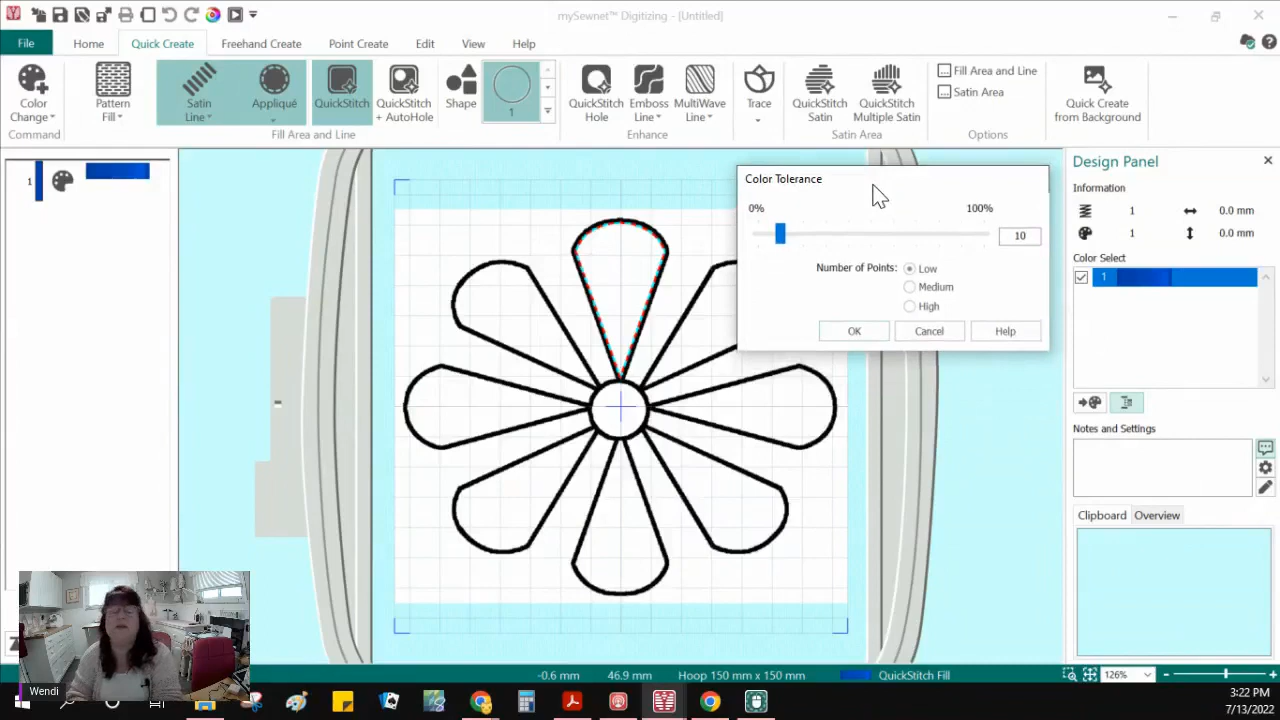 mySewnet™ Digitizing - [Untitled]
File Home Quick Create Freehand Create Point Create Edit View Help
Color Change
Pattern Fill
Satin Line
Appliqué
QuickStitch
QuickStitch + AutoHole
Shape
1
QuickStitch Hole
Emboss Line
MultiWave Line
Trace
QuickStitch Satin
QuickStitch Multiple Satin
Fill Area and Line
Satin Area
Quick Create from Background
Command
Fill Area and Line
Enhance
Satin Area
Options
1
Color Tolerance
0% 100%
10
Number of Points: Low
Medium
High
OK Cancel Help
Design Panel
Information
1 0.0 mm
1 0.0 mm
Color Select
1
Notes and Settings
Clipboard Overview
Wendi
-0.6 mm 46.9 mm Hoop 150 mm x 150 mm QuickStitch Fill 126%
3:22 PM
7/13/2022